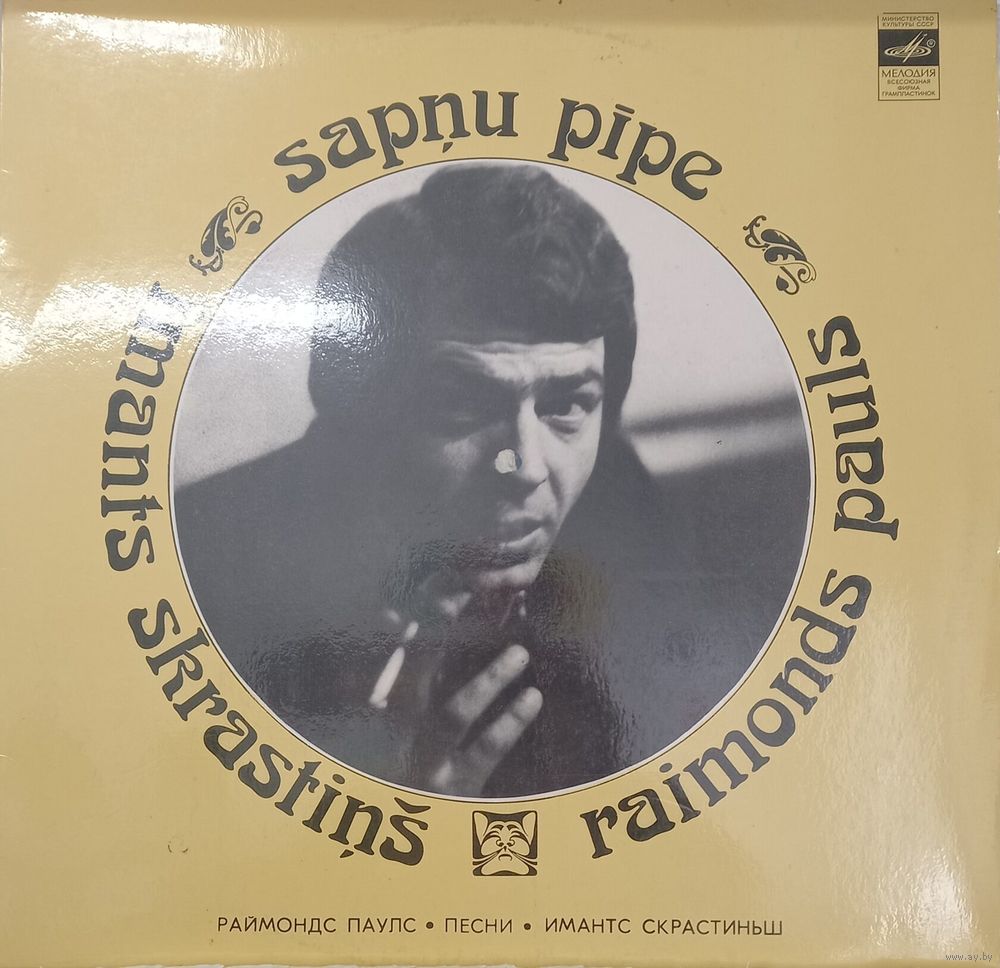 МИНИСТЕРСТВО
КУЛЬТУРЫ СССР
МЕЛОДИЯ
ВСЕСОЮЗНАЯ
ФИРМА
ГРАМПЛАСТИНОК
sapņu pīpe
imants skrastiņš
raimonds pauls
РАЙМОНДС ПАУЛС • ПЕСНИ • ИМАНТС СКРАСТИНЬШ
www.ay.by